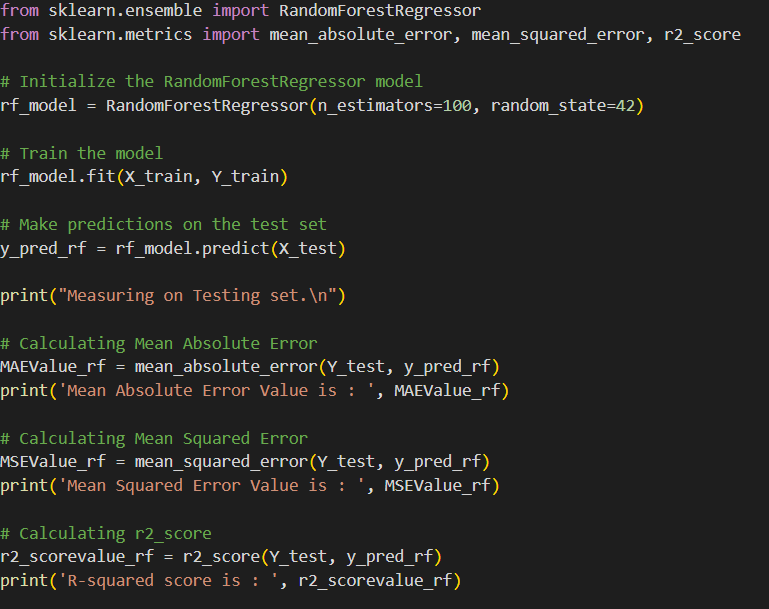 from sklearn.ensemble import RandomForestRegressor
from sklearn.metrics import mean_absolute_error, mean_squared_error, r2_score
# Initialize the RandomForestRegressor model
rf_model = RandomForestRegressor(n_estimators=100, random_state=42)
# Train the model
rf_model.fit(X_train, Y_train)
# Make predictions on the test set
y_pred_rf = rf_model.predict(X_test)
print("Measuring on Testing set.\n")
# Calculating Mean Absolute Error
MAEValue_rf = mean_absolute_error(Y_test, y_pred_rf)
print('Mean Absolute Error Value is : ', MAEValue_rf)
# Calculating Mean Squared Error
MSEValue_rf = mean_squared_error(Y_test, y_pred_rf)
print('Mean Squared Error Value is : ', MSEValue_rf)
# Calculating r2_score
r2_scorevalue_rf = r2_score(Y_test, y_pred_rf)
print('R-squared score is : ', r2_scorevalue_rf)